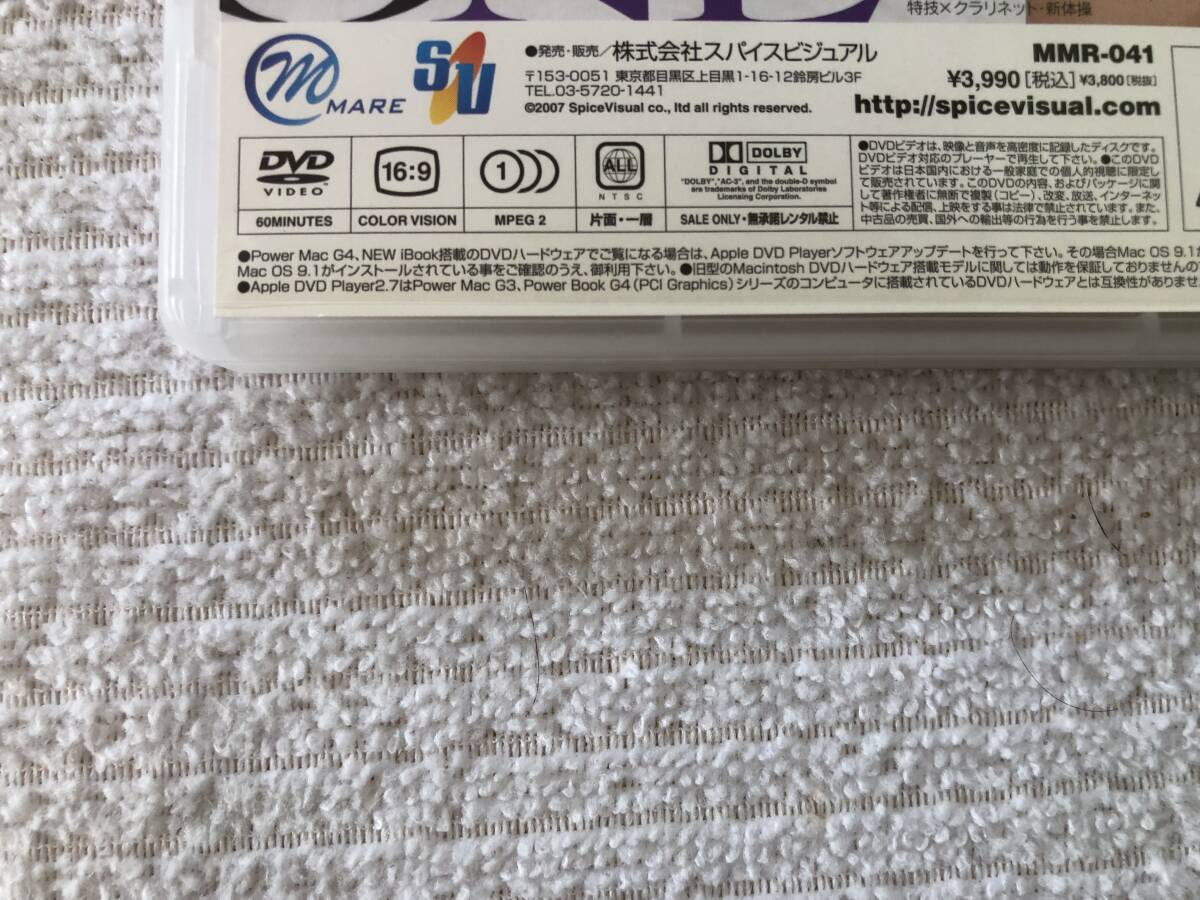 特技×クラリネット・新体操
MARE
SV
●発売・販売/株式会社スパイスビジュアル
〒153-0051 東京都目黒区上目黒1-16-12鈴房ビル3F
TEL.03-5720-1441
©2007 SpiceVisual co., ltd all rights reserved.
MMR-041
¥3,990[税込]¥3,800[税抜]
http://spicevisual.com
DVD
VIDEO
60MINUTES
16:9
COLOR VISION
1
MPEG 2
ALL
NTSC
片面・一層
DOLBY
DIGITAL
"DOLBY","AC-3", and the double-D symbol
are trademarks of Dolby Laboratories
Licensing Corporation.
SALE ONLY・無承諾レンタル禁止
●DVDビデオは、映像と音声を高密度に記録したディスクです。
DVDビデオ対応のプレーヤーで再生して下さい。●このDVD
ビデオは日本国内における一般家庭での個人的視聴に限定し
て販売されています。このDVDの内容、およびパッケージに関
して著作権者に無断で複製(コピー)、改変、放送、インターネッ
ト等による配信、上映をする事は法律で禁止されています。また、
中古品の売買、国外への輸出等の行為を行う事を禁止します。
●Power Mac G4、NEW iBook搭載のDVDハードウェアでご覧になる場合は、Apple DVD Playerソフトウェアアップデートを行って下さい。その場合Mac OS 9.1が
Mac OS 9.1がインストールされている事をご確認のうえ、御利用下さい。●旧型のMacintosh DVDハードウェア搭載モデルに関しては動作を保証しておりませんの
●Apple DVD Player2.7はPower Mac G3、Power Book G4(PCI Graphics)シリーズのコンピュータに搭載されているDVDハードウェアとは互換性がありませ